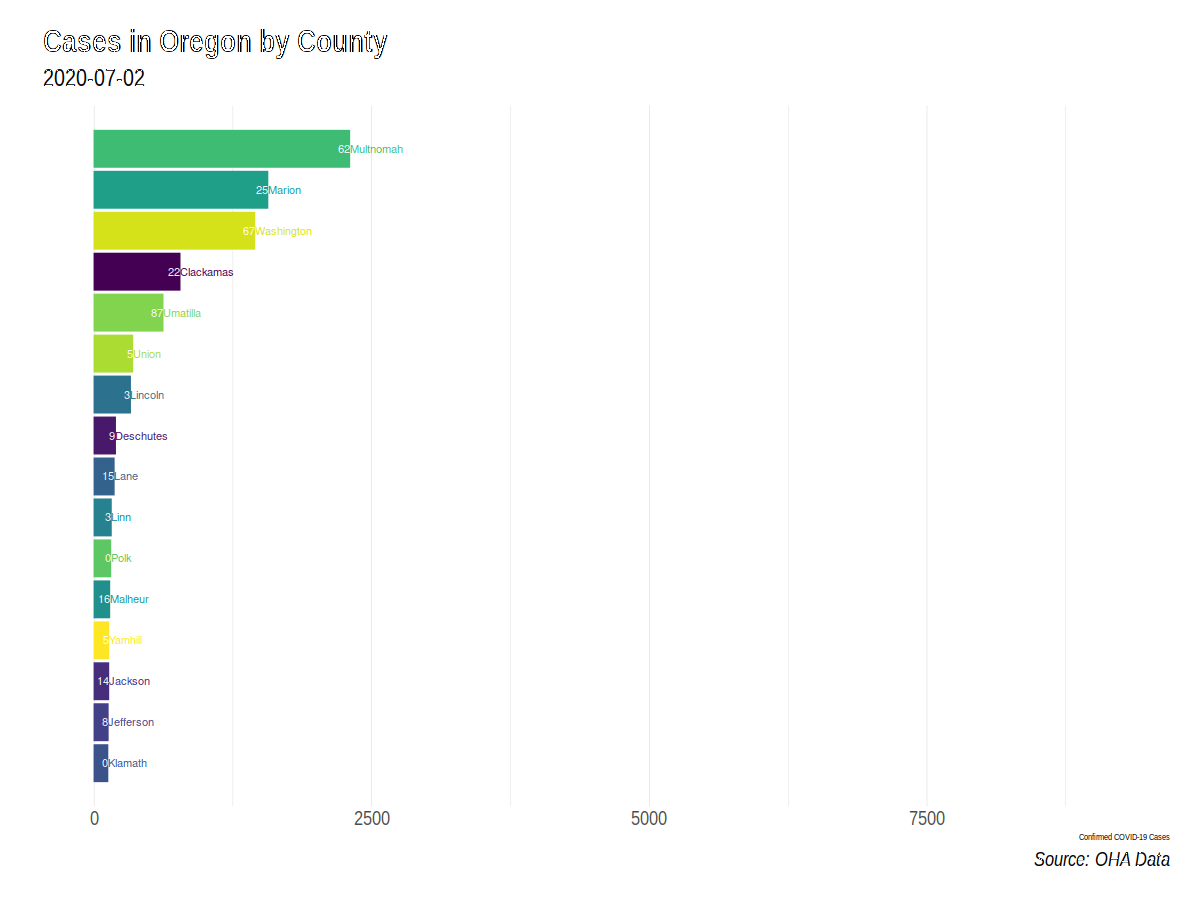 Cases in Oregon by County
2020-07-02
62Multnomah
25Marion
67Washington
22Clackamas
87Umatilla
5Union
3Lincoln
9Deschutes
15Lane
3Linn
0Polk
16Malheur
5Yamhill
14Jackson
8Jefferson
0Klamath
0 2500 5000 7500
Confirmed COVID-19 Cases
Source: OHA Data